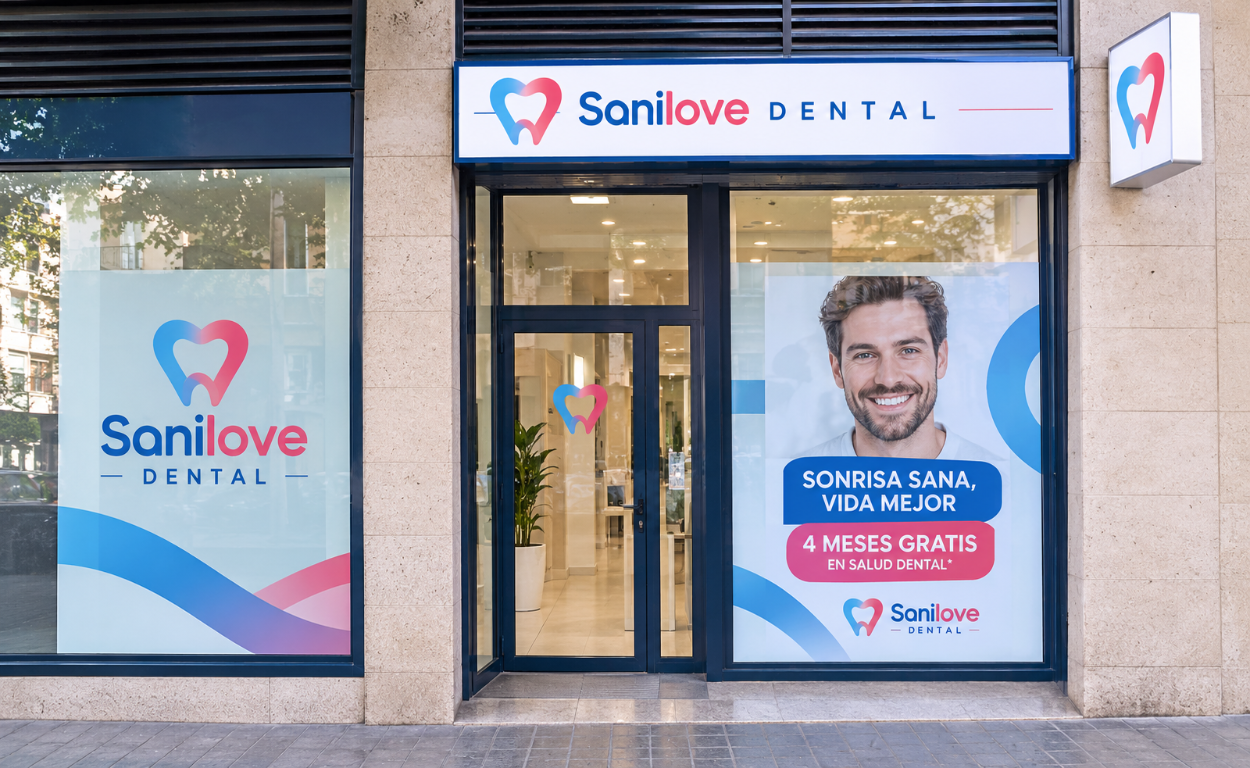 Sanilove DENTAL
Sanilove
DENTAL
SONRISA SANA,
VIDA MEJOR
4 MESES GRATIS
EN SALUD DENTAL*
Sanilove
DENTAL